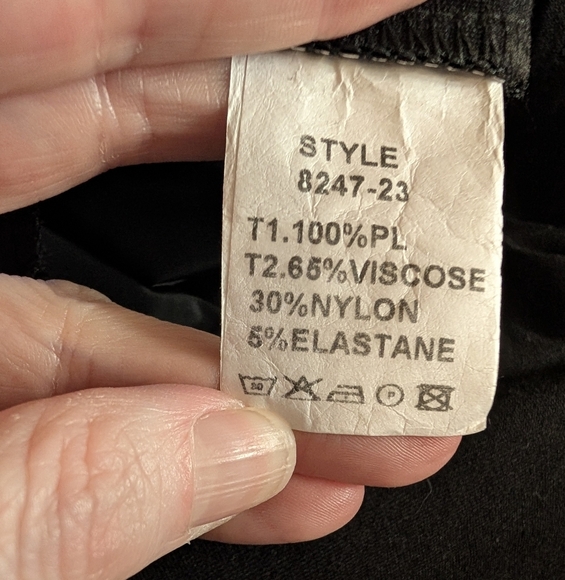 STYLE
8247-23
T1.100%PL
T2.65%VISCOSE
30%NYLON
5%ELASTANE
P